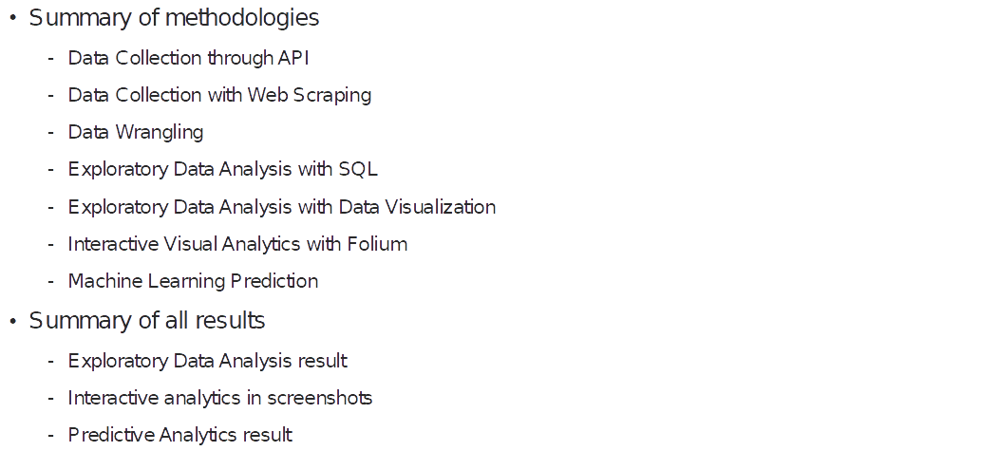 • Summary of methodologies
- Data Collection through API
- Data Collection with Web Scraping
- Data Wrangling
- Exploratory Data Analysis with SQL
- Exploratory Data Analysis with Data Visualization
- Interactive Visual Analytics with Folium
- Machine Learning Prediction
• Summary of all results
- Exploratory Data Analysis result
- Interactive analytics in screenshots
- Predictive Analytics result